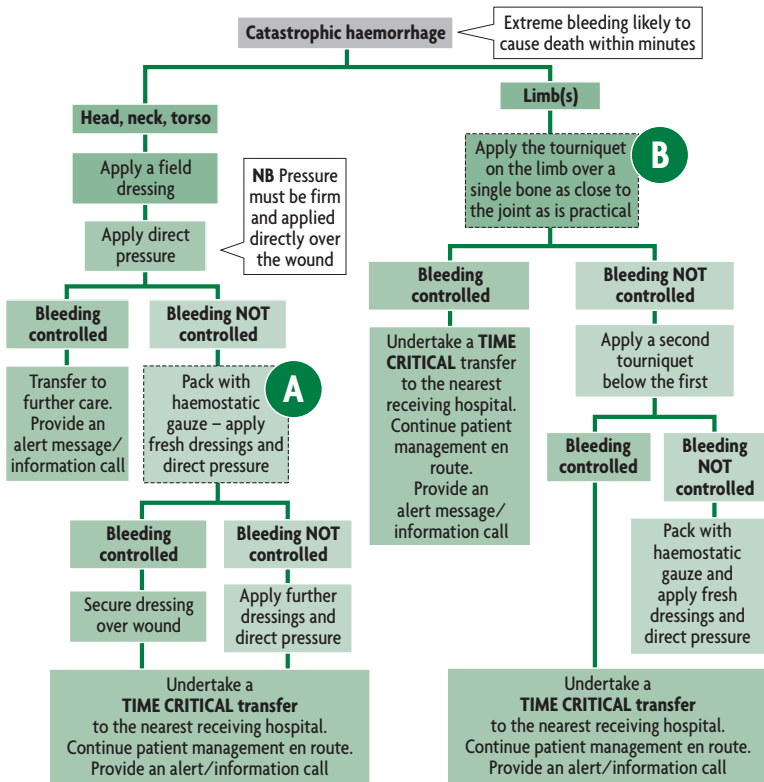 Catastrophic haemorrhage
Extreme bleeding likely to
cause death within minutes
Head, neck, torso
Apply a field
dressing
Apply direct
pressure
NB Pressure
must be firm
and applied
directly over
the wound
Bleeding
controlled
Transfer to
further care.
Provide an
alert message/
information call
Bleeding NOT
controlled
Pack with
haemostatic
gauze – apply
fresh dressings and
direct pressure
A
Bleeding
controlled
Secure dressing
over wound
Bleeding NOT
controlled
Apply further
dressings and
direct pressure
Undertake a
TIME CRITICAL transfer
to the nearest receiving hospital.
Continue patient management en route.
Provide an alert/information call
Limb(s)
Apply the tourniquet
on the limb over a
single bone as close to
the joint as is practical
B
Bleeding
controlled
Undertake a TIME
CRITICAL transfer
to the nearest
receiving hospital.
Continue patient
management en
route.
Provide an
alert message/
information call
Bleeding NOT
controlled
Apply a second
tourniquet
below the first
Bleeding
controlled
Bleeding
NOT
controlled
Pack with
haemostatic
gauze and
apply fresh
dressings and
direct pressure
Undertake a
TIME CRITICAL transfer
to the nearest receiving hospital.
Continue patient management en route.
Provide an alert/information call